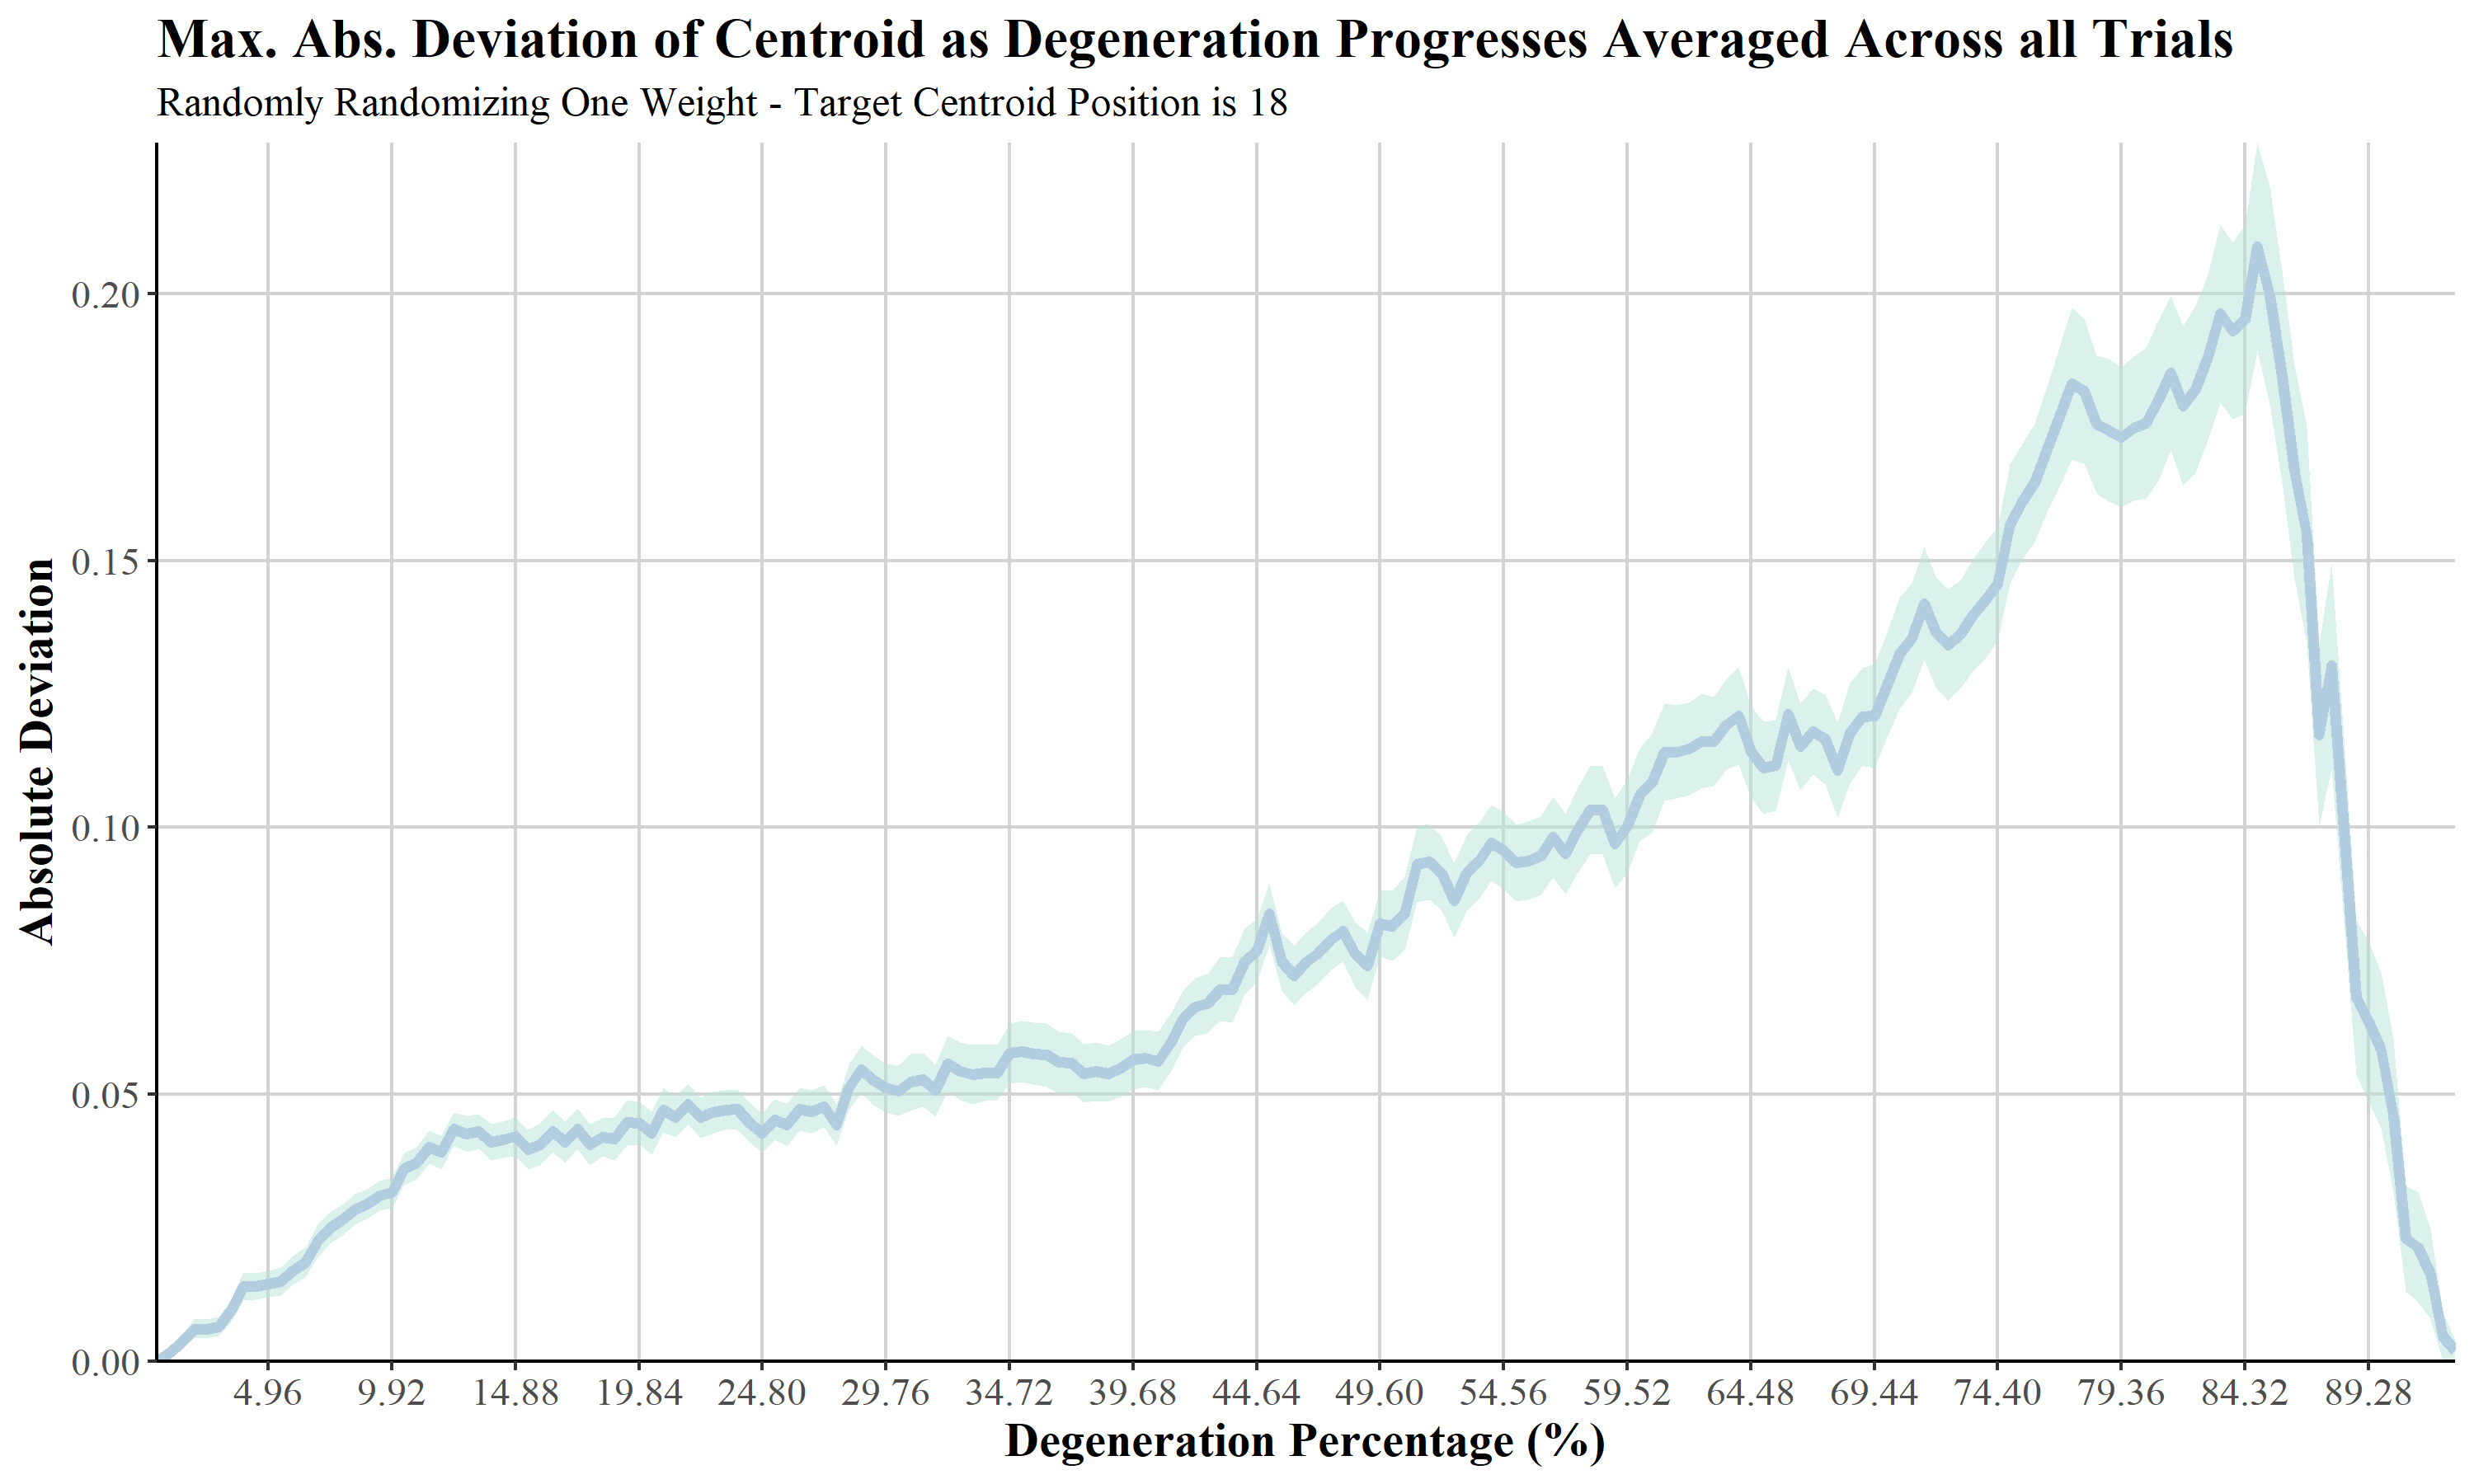 Max. Abs. Deviation of Centroid as Degeneration Progresses Averaged Across all Trials
Randomly Randomizing One Weight - Target Centroid Position is 18
Absolute Deviation
0.20
0.15
0.10
0.05
0.00
4.96 9.92 14.88 19.84 24.80 29.76 34.72 39.68 44.64 49.60 54.56 59.52 64.48 69.44 74.40 79.36 84.32 89.28
Degeneration Percentage (%)